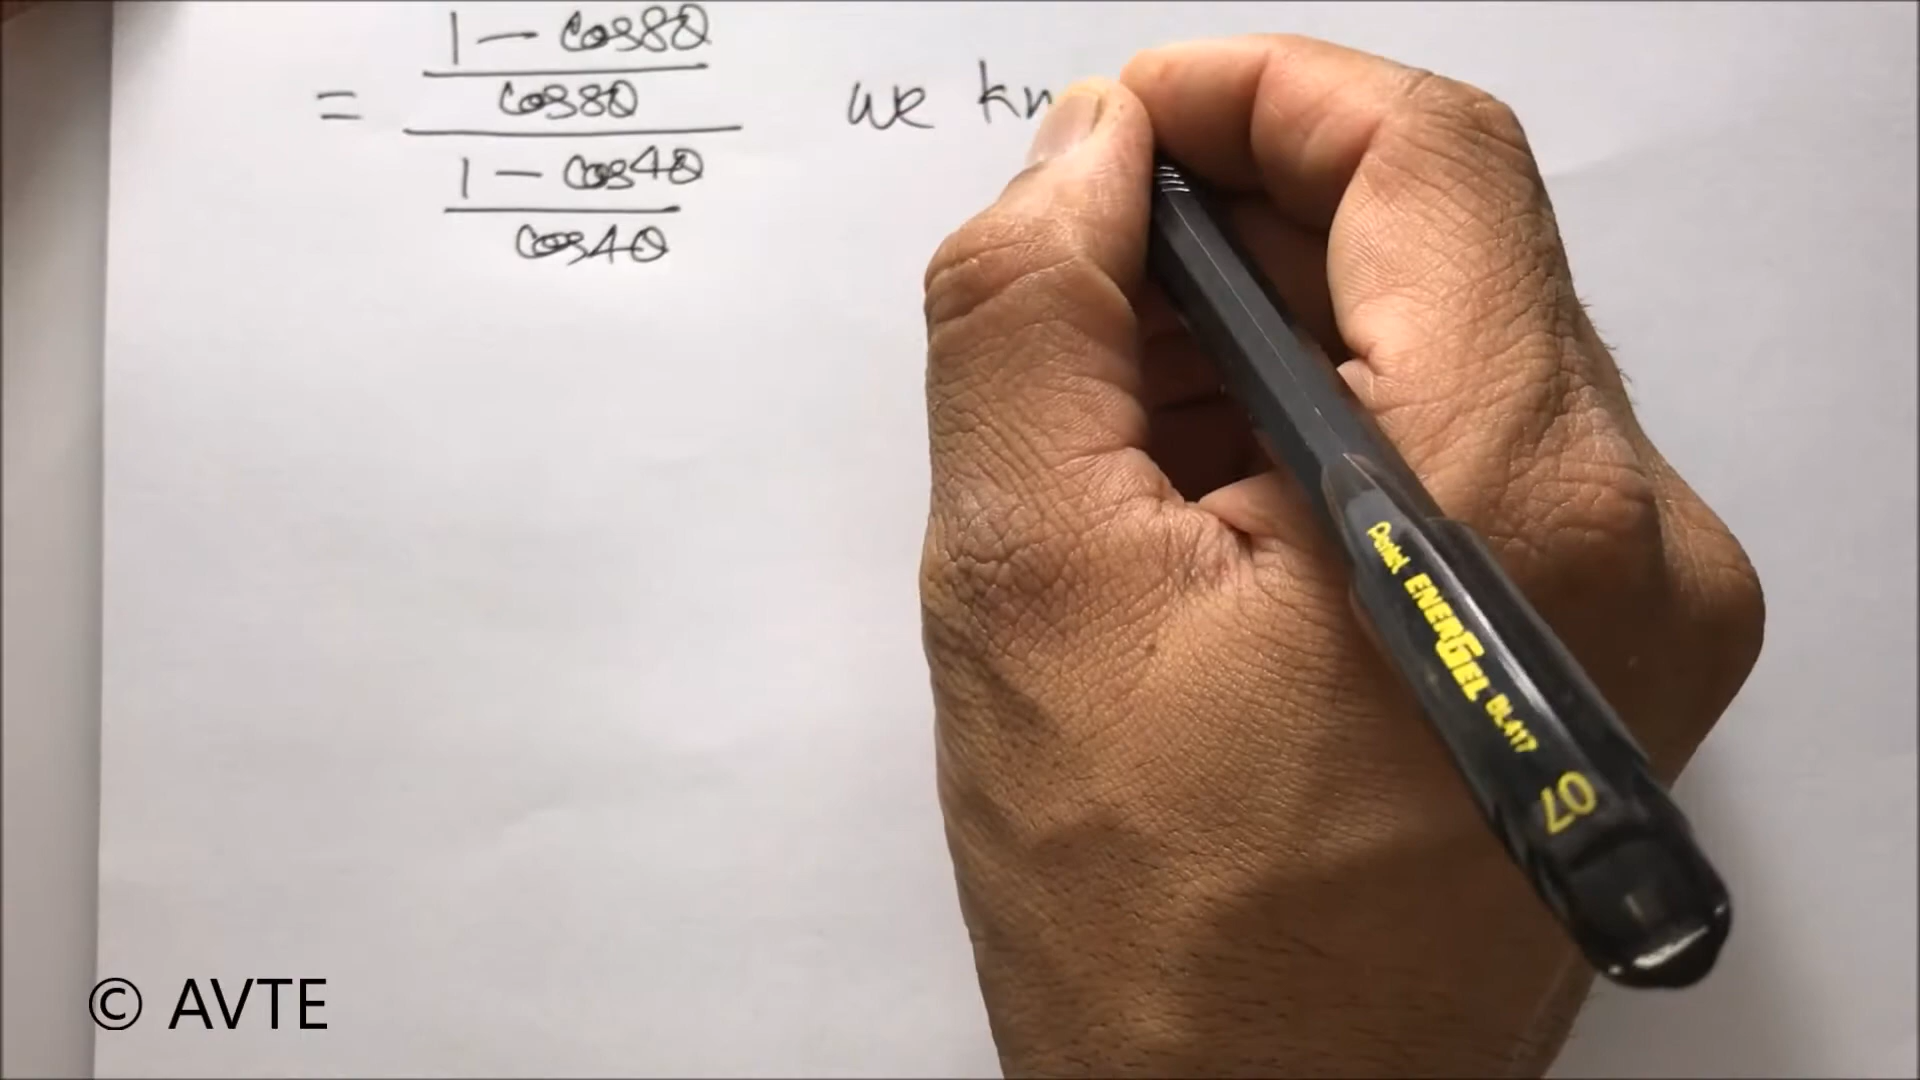 1 - cos8θ
cos8θ
= we kn
1 - cos4θ
cos4θ
Pentel ENERGEL BL417
07
© AVTE